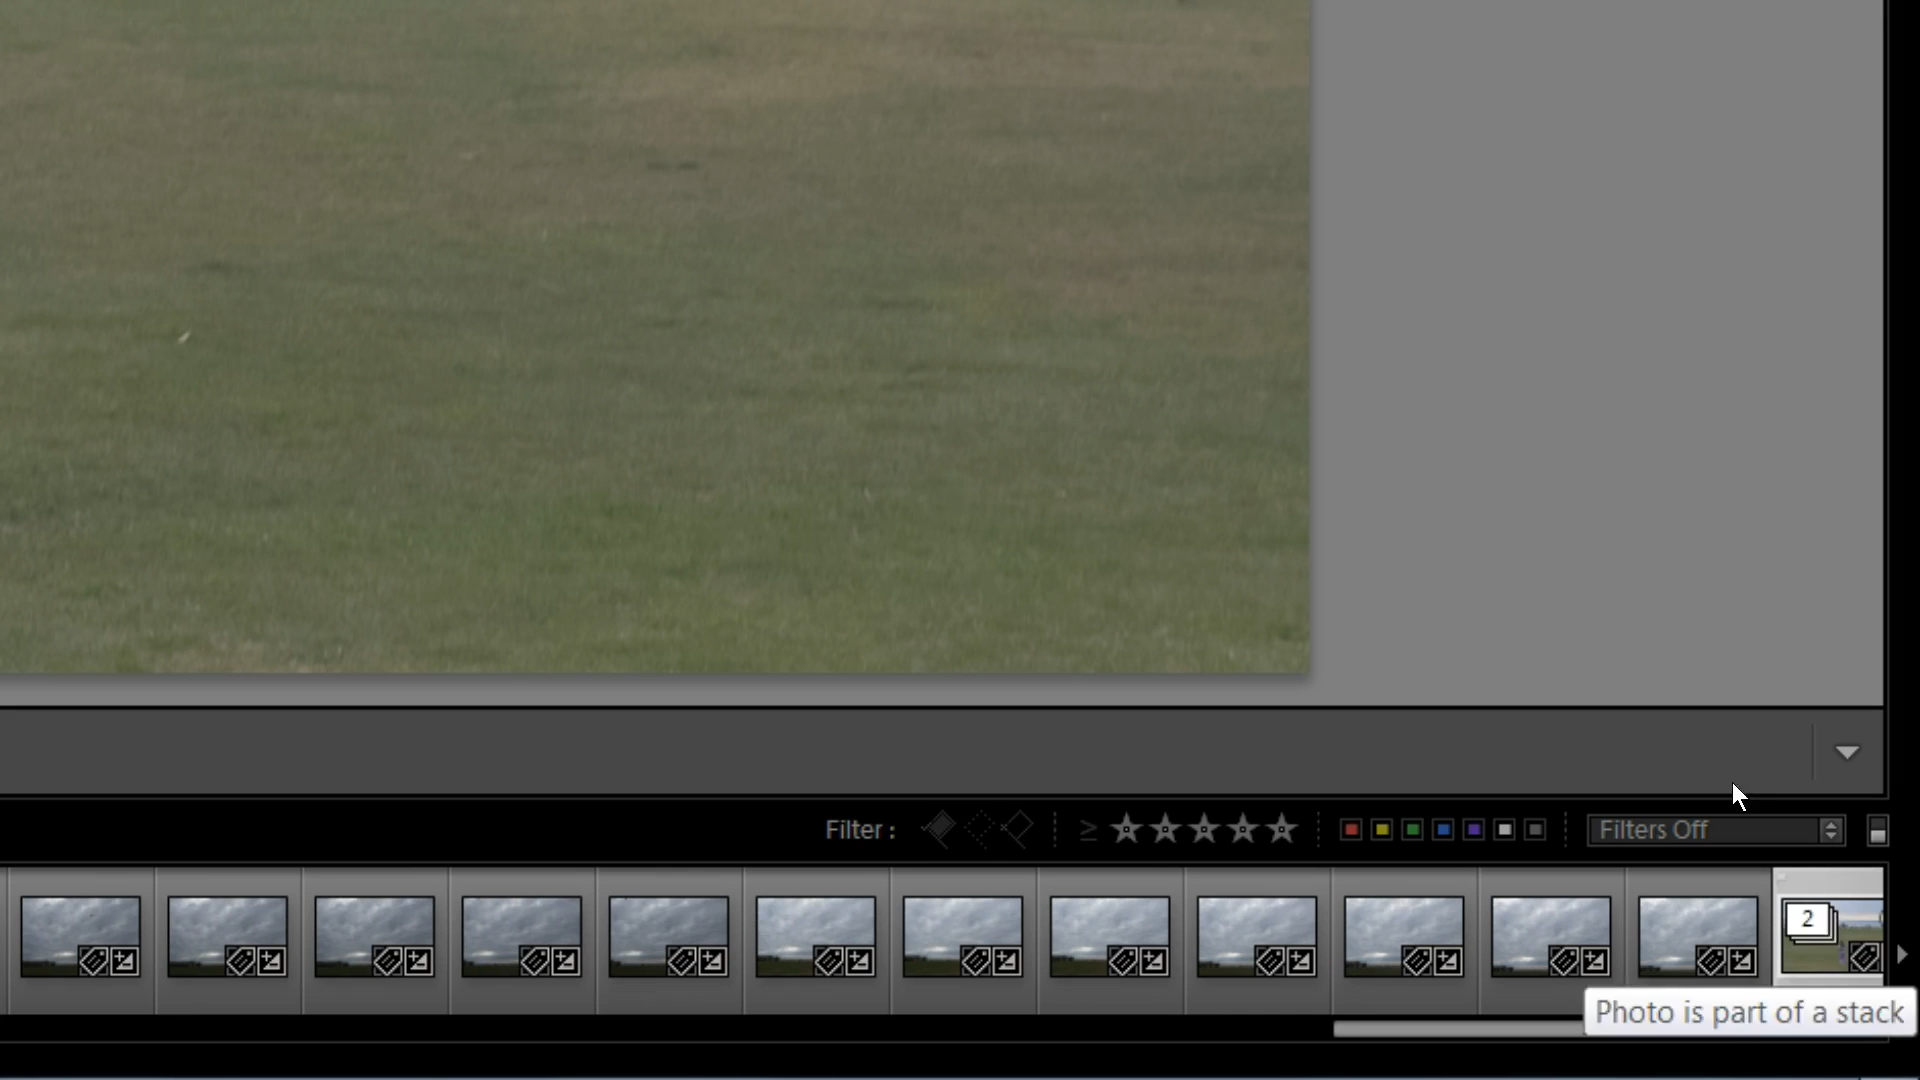 Filter :
≥
Filters Off
2
Photo is part of a stack